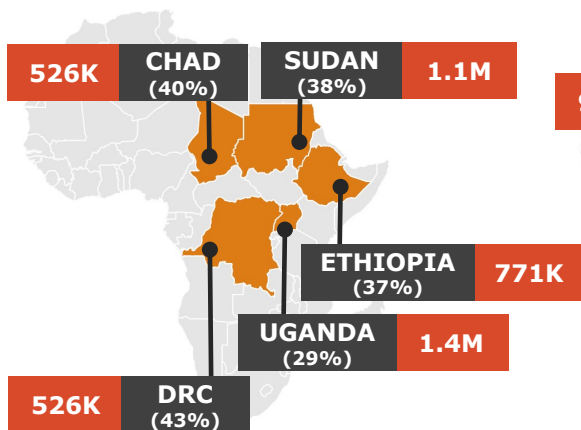 526K
CHAD
(40%)
SUDAN
(38%)
1.1M
ETHIOPIA
(37%)
771K
UGANDA
(29%)
1.4M
526K
DRC
(43%)